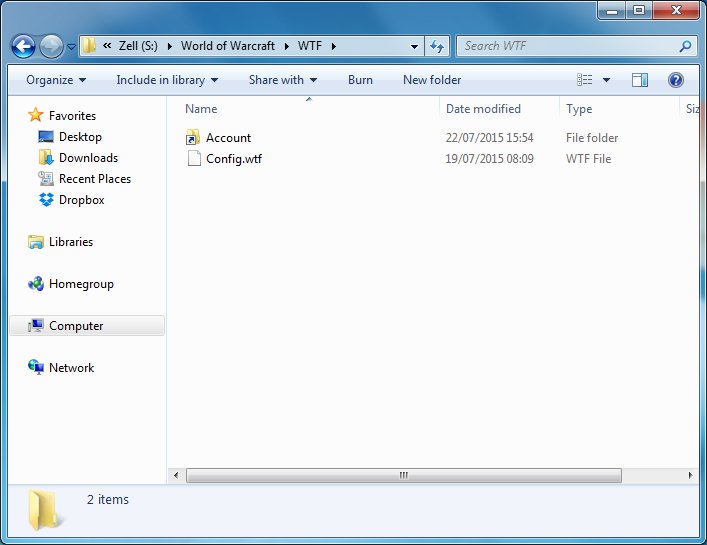 « Zell (S:) ▸ World of Warcraft ▸ WTF ▸ Search WTF
Organize Include in library Share with Burn New folder
Name Date modified Type Siz
Favorites
Desktop
Downloads
Recent Places
Dropbox
Libraries
Homegroup
Computer
Network
Account 22/07/2015 15:54 File folder
Config.wtf 19/07/2015 08:09 WTF File
2 items